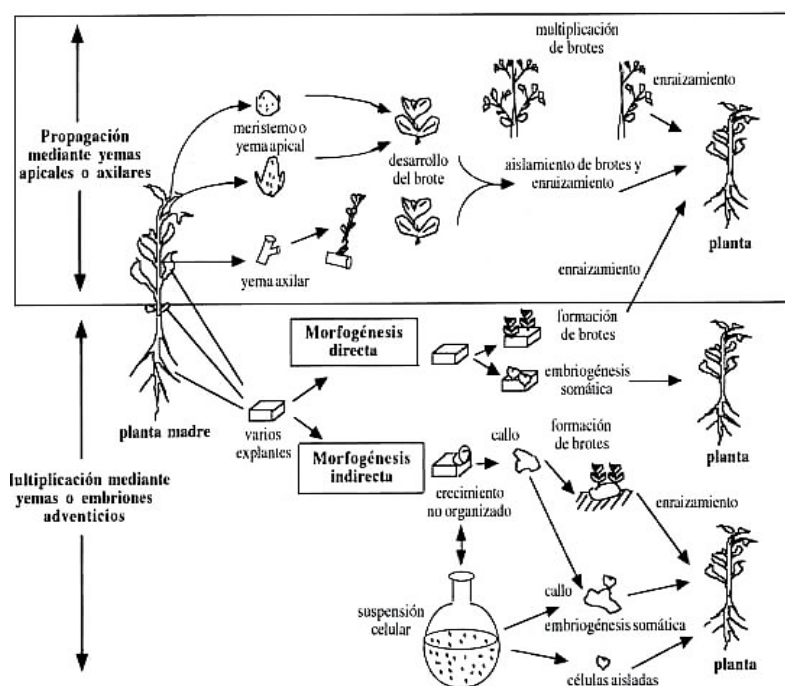 multiplicación
de brotes
enraizamiento
Propagación
mediante yemas
apicales o axilares
meristemo o
yema apical
desarrollo
del brote
aislamiento de brotes y
enraizamiento
planta
yema axilar
enraizamiento
Morfogénesis
directa
formación
de brotes
embriogénesis
somática
planta madre
varios
explantes
planta
Morfogénesis
indirecta
callo
formación
de brotes
Multiplicación mediante
yemas o embriones
adventicios
crecimiento
no organizado
enraizamiento
suspensión
celular
callo
embriogénesis somática
células aisladas
planta